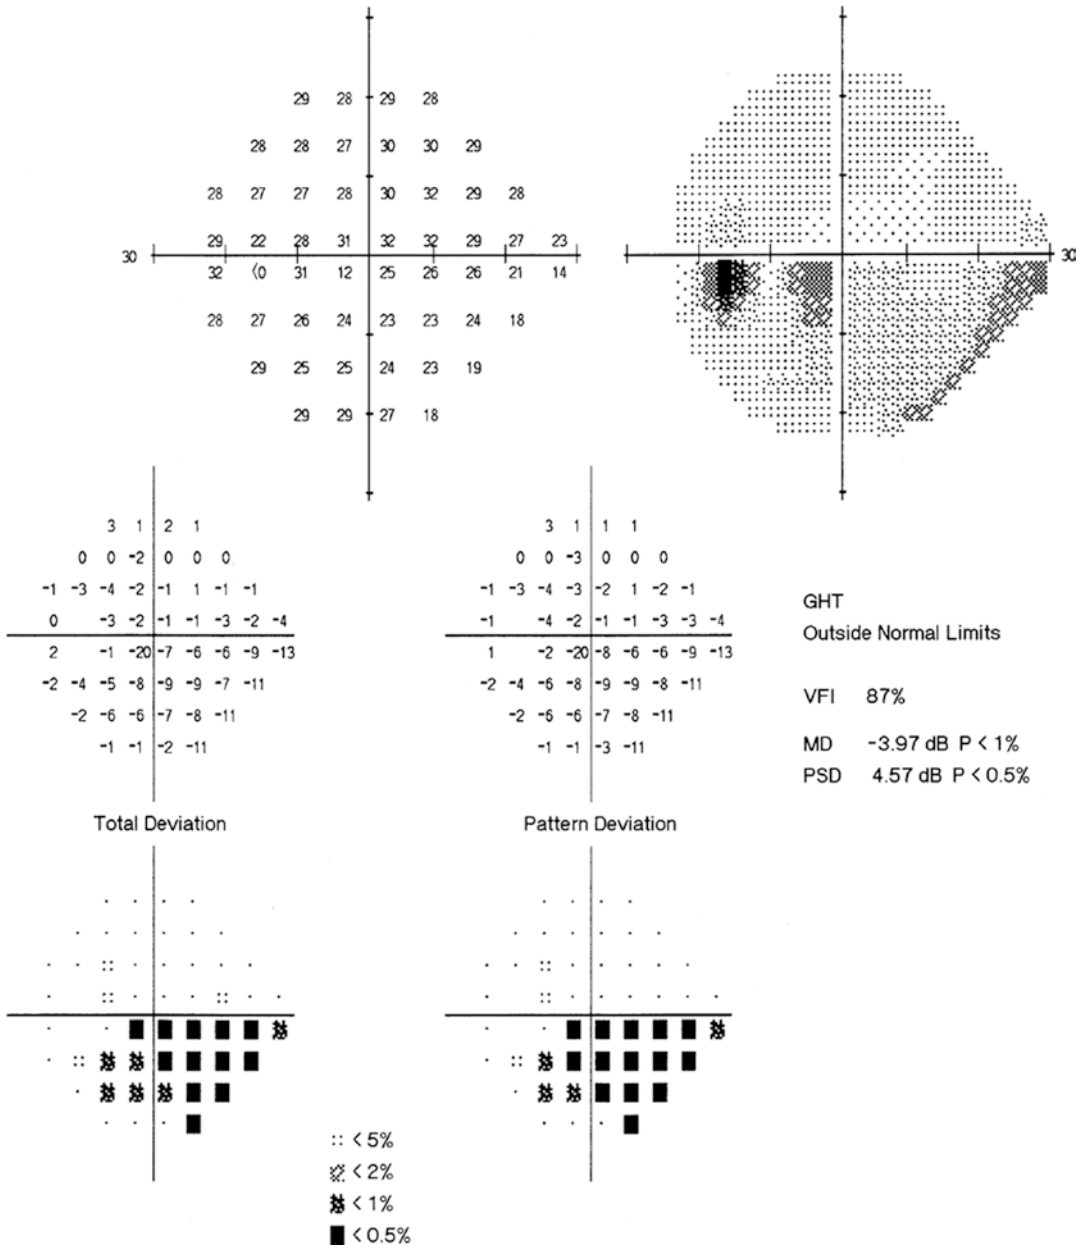 29 28 29 28
28 28 27 30 30 29
28 27 27 28 30 32 29 28
29 22 28 31 32 32 29 27 23
30 30
32 <0 31 12 25 26 26 21 14
28 27 26 24 23 23 24 18
29 25 25 24 23 19
29 29 27 18
3 1 2 1
0 0 -2 0 0 0
-1 -3 -4 -2 -1 1 -1 -1
0 -3 -2 -1 -1 -3 -2 -4
2 -1 -20 -7 -6 -6 -9 -13
-2 -4 -5 -8 -9 -9 -7 -11
-2 -6 -6 -7 -8 -11
-1 -1 -2 -11
Total Deviation
3 1 1 1
0 0 -3 0 0 0
-1 -3 -4 -3 -2 1 -2 -1
-1 -4 -2 -1 -1 -3 -3 -4
1 -2 -20 -8 -6 -6 -9 -13
-2 -4 -6 -8 -9 -9 -8 -11
-2 -6 -6 -7 -8 -11
-1 -1 -3 -11
Pattern Deviation
GHT
Outside Normal Limits
VFI 87%
MD -3.97 dB P < 1%
PSD 4.57 dB P < 0.5%
< 5%
< 2%
< 1%
< 0.5%